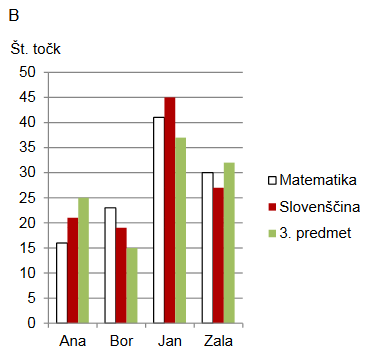 B
Št. točk
50
45
40
35
30
25
20
15
10
5
0
Ana Bor Jan Zala
Matematika
Slovenščina
3. predmet